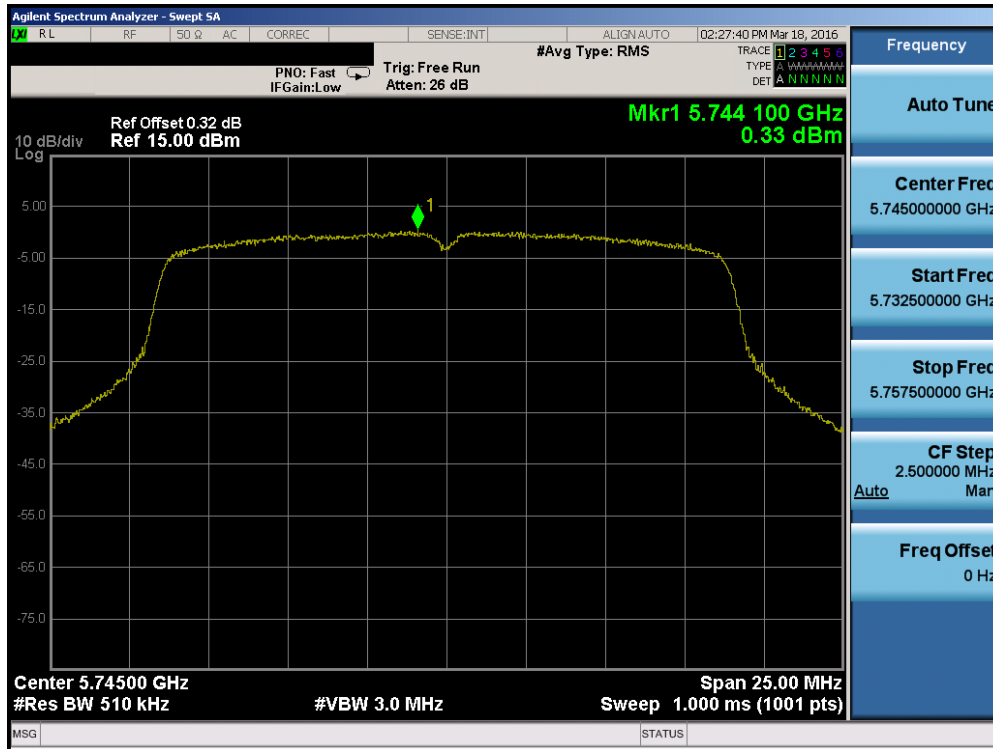 Agilent Spectrum Analyzer - Swept SA
LXI RL RF 50 Ω AC CORREC SENSE:INT ALIGN AUTO 02:27:40 PM Mar 18, 2016
#Avg Type: RMS TRACE 1 2 3 4 5 6
PNO: Fast Trig: Free Run TYPE A WWWWW
IFGain:Low Atten: 26 dB DET A N N N N N
Mkr1 5.744 100 GHz
0.33 dBm
Ref Offset 0.32 dB
10 dB/div Ref 15.00 dBm
Log
5.00
1
-5.00
-15.0
-25.0
-35.0
-45.0
-55.0
-65.0
-75.0
Center 5.74500 GHz Span 25.00 MHz
#Res BW 510 kHz #VBW 3.0 MHz Sweep 1.000 ms (1001 pts)
MSG STATUS
Frequency
Auto Tune
Center Freq
5.745000000 GHz
Start Freq
5.732500000 GHz
Stop Freq
5.757500000 GHz
CF Step
2.500000 MHz
Auto Man
Freq Offset
0 Hz